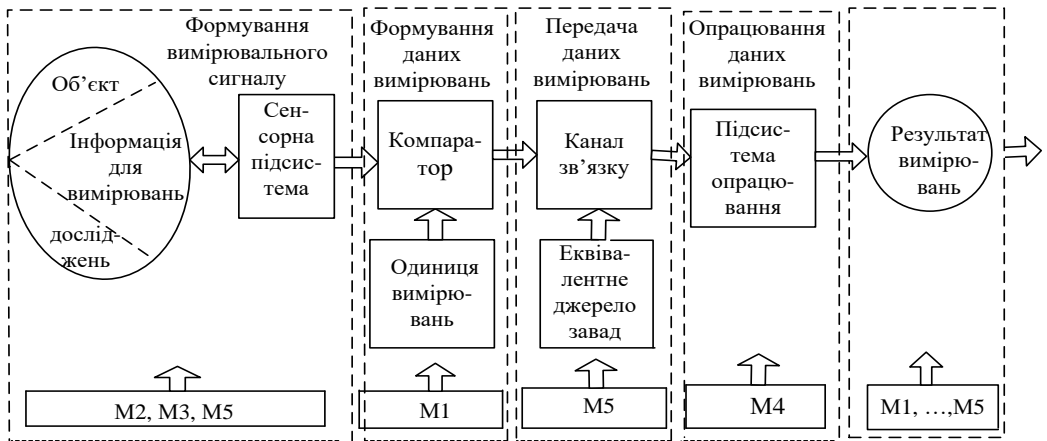 Формування
вимірювального
сигналу
Об’єкт
Інформація
для
вимірювань
дослід-
жень
Сен-
сорна
підсис-
тема
М2, М3, М5
Формування
даних
вимірювань
Компара-
тор
Одиниця
вимірю-
вань
М1
Передача
даних
вимірювань
Канал
зв’язку
Еквіва-
лентне
джерело
завад
М5
Опрацювання
даних
вимірювань
Підсис-
тема
опрацю-
вання
М4
Результат
вимірю-
вань
М1, …,М5